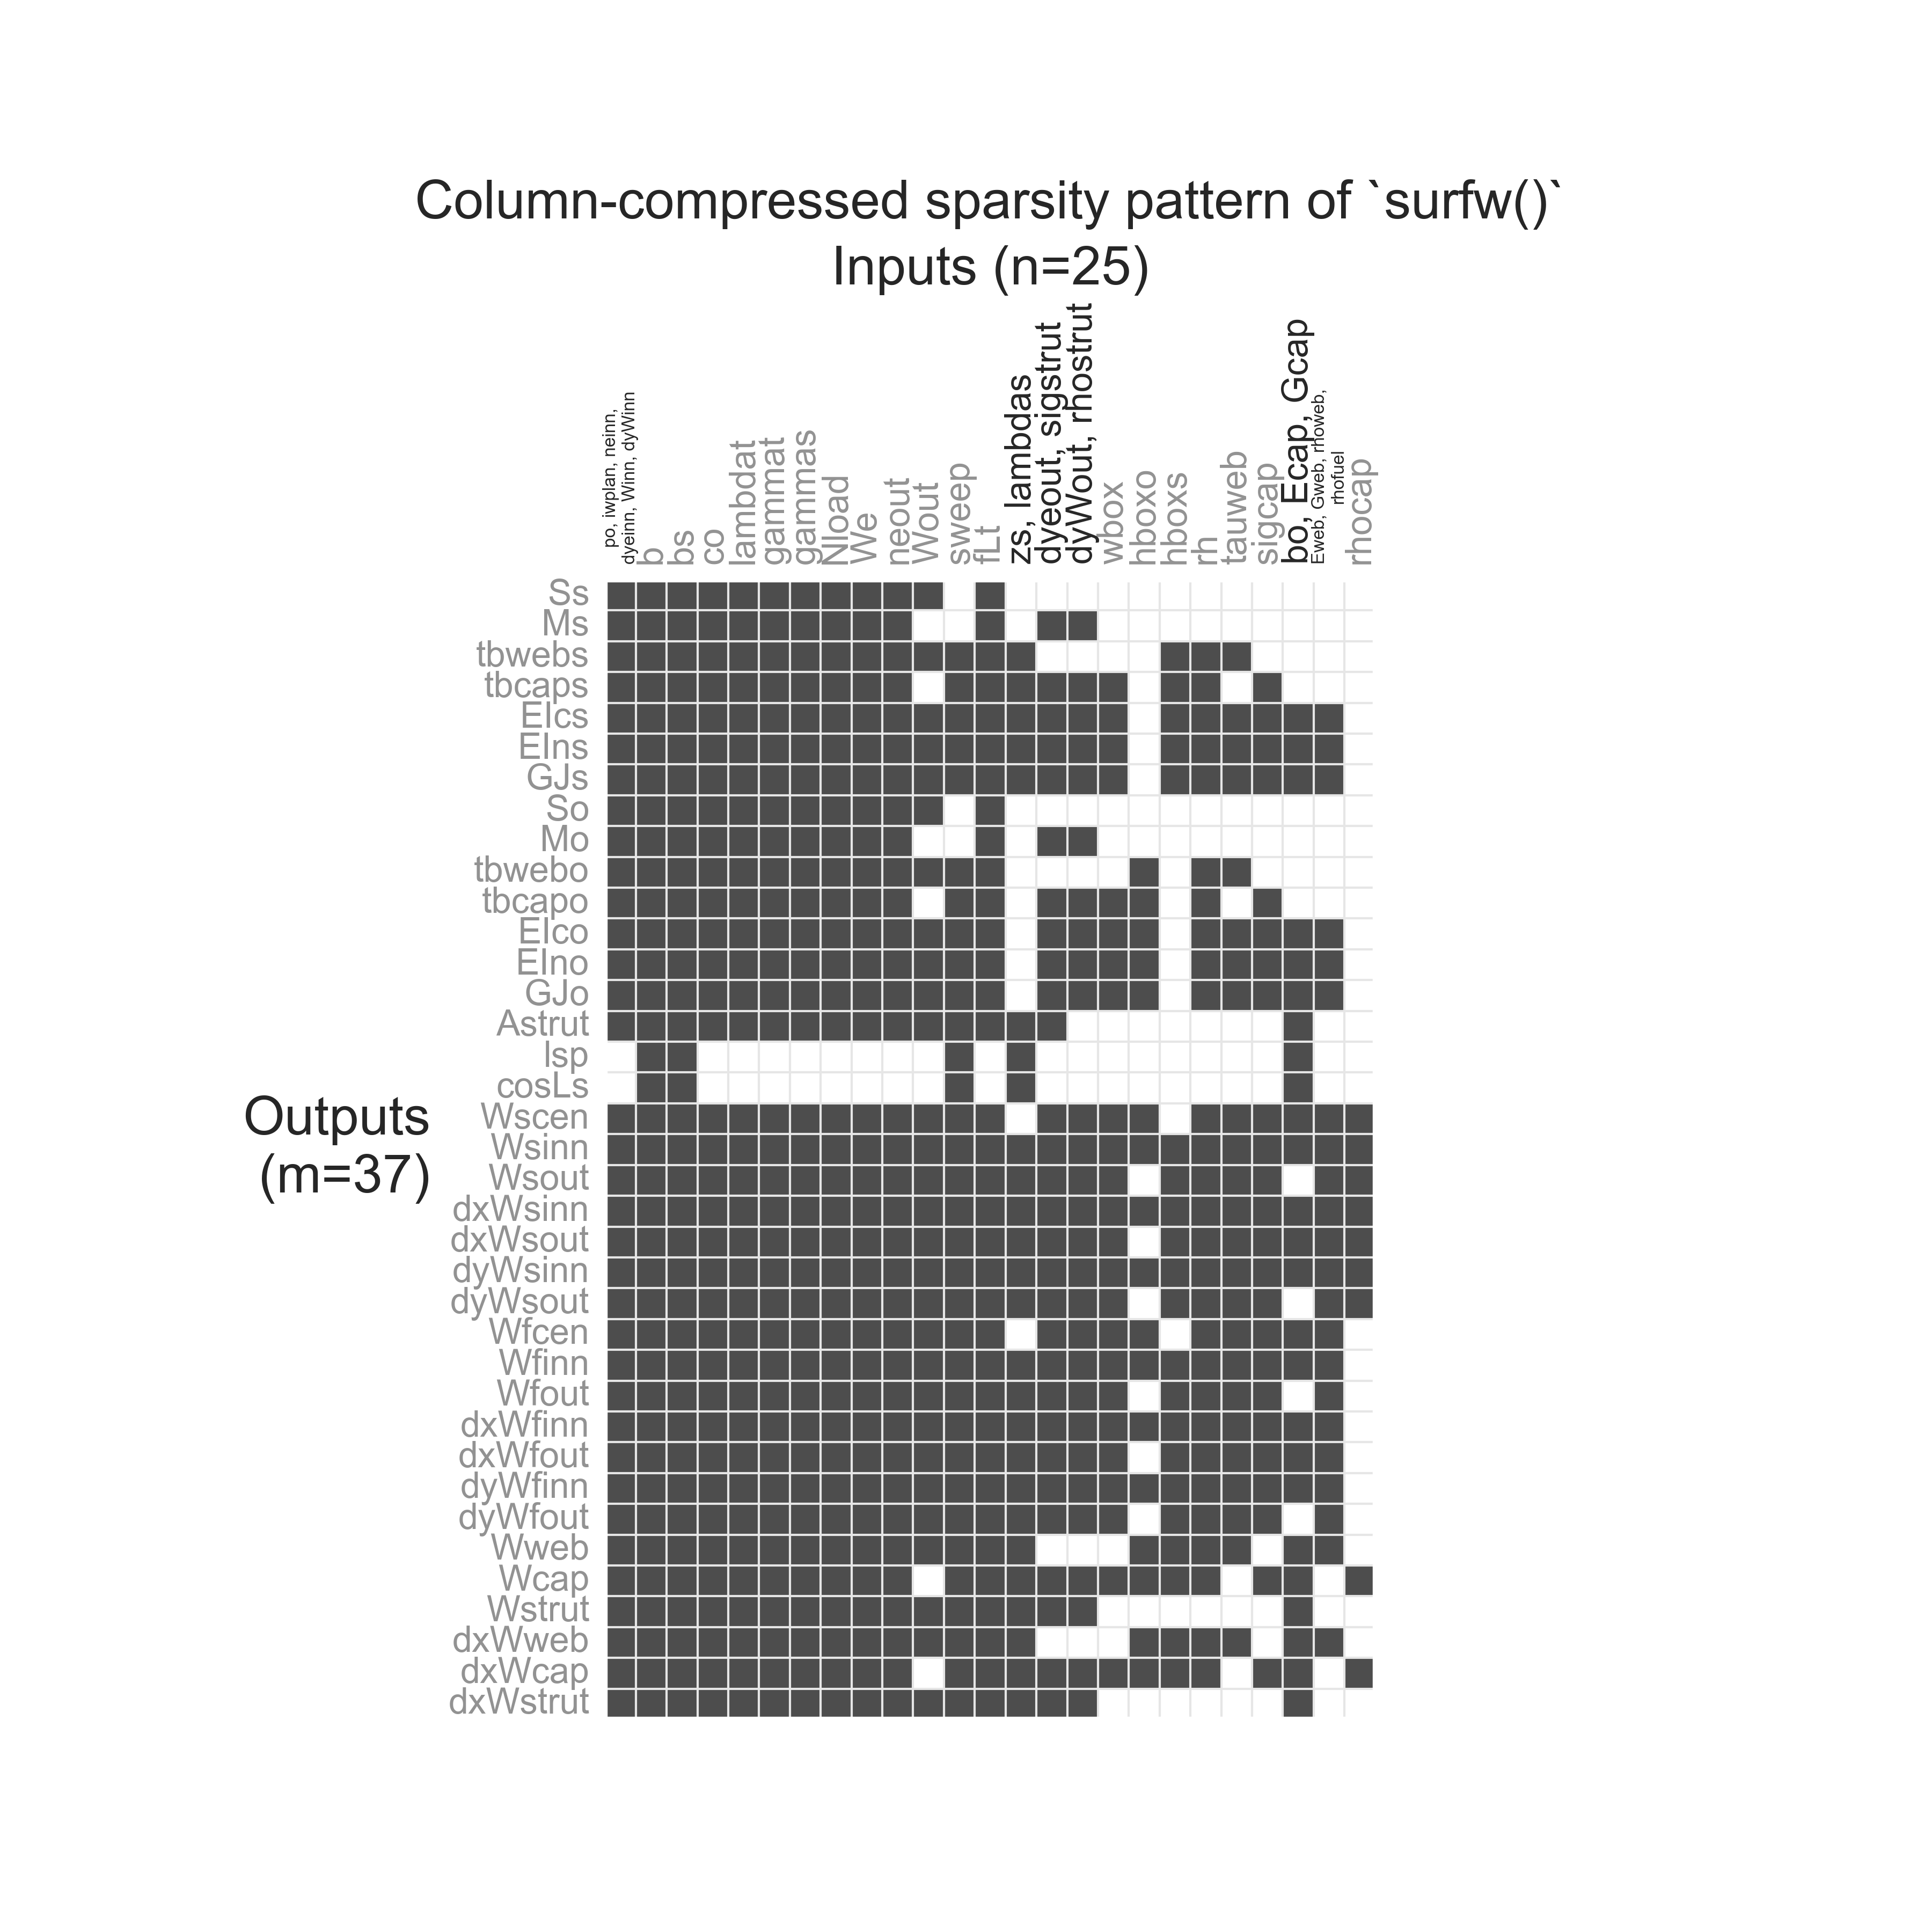 Column-compressed sparsity pattern of `surfw()`
Inputs (n=25)
po, iwplan, neinn,
dyeinn, Winn, dyWinn
b
bs
co
lambdat
gammat
gammas
Nload
We
neout
Wout
sweep
fLt
zs, lambdas
dyeout, sigstrut
dyWout, rhostrut
wbox
hboxo
hboxs
rh
tauweb
sigcap
bo, Ecap, Gcap
Eweb, Gweb, rhoweb,
rhofuel
rhocap
Ss
Ms
tbwebs
tbcaps
EIcs
EIns
GJs
So
Mo
tbwebo
tbcapo
EIco
EIno
GJo
Astrut
lsp
cosLs
Outputs
(m=37)
Wscen
Wsinn
Wsout
dxWsinn
dxWsout
dyWsinn
dyWsout
Wfcen
Wfinn
Wfout
dxWfinn
dxWfout
dyWfinn
dyWfout
Wweb
Wcap
Wstrut
dxWweb
dxWcap
dxWstrut